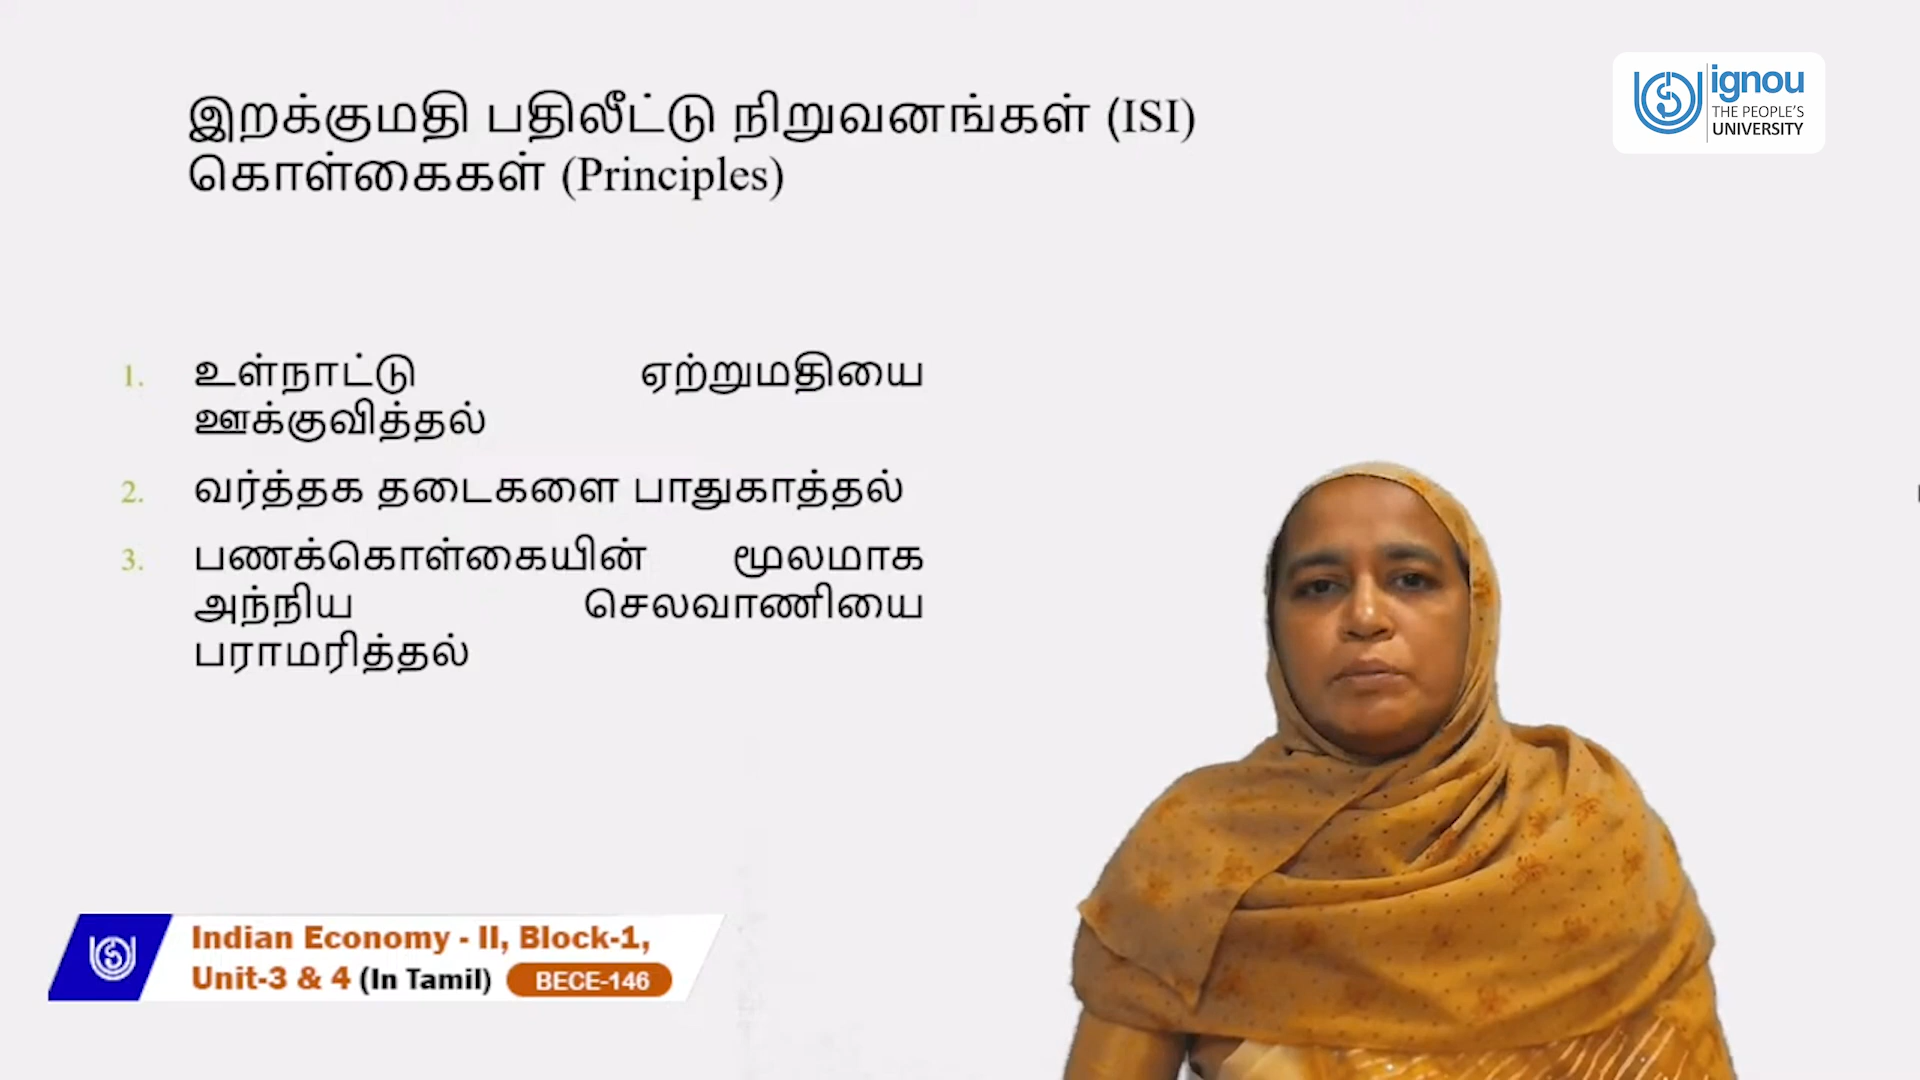 இறக்குமதி பதிலீட்டு நிறுவனங்கள் (ISI)
கொள்கைகள் (Principles)
ignou
THE PEOPLE'S
UNIVERSITY
1. உள்நாட்டு ஏற்றுமதியை
ஊக்குவித்தல்
2. வர்த்தக தடைகளை பாதுகாத்தல்
3. பணக்கொள்கையின் மூலமாக
அந்நிய செலவாணியை
பராமரித்தல்
Indian Economy - II, Block-1,
Unit-3 & 4 (In Tamil) BECE-146